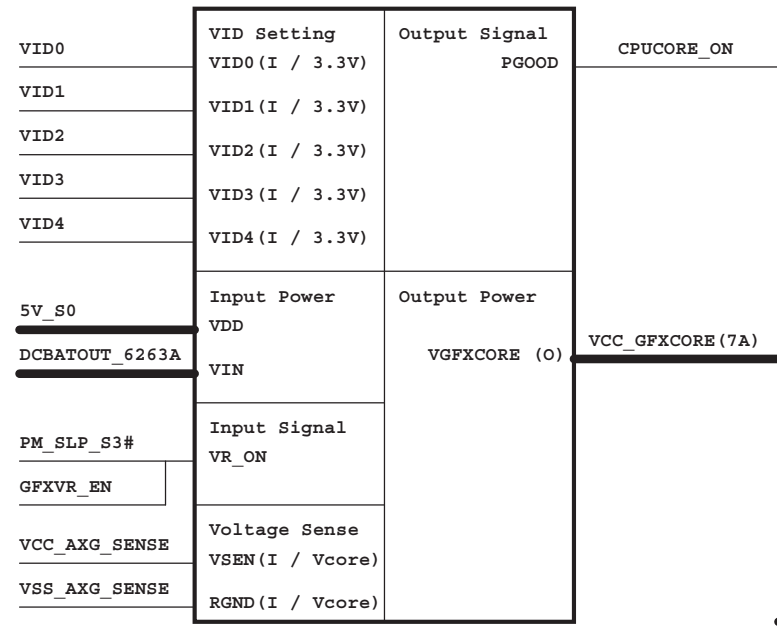 VID0
VID1
VID2
VID3
VID4
5V_S0
DCBATOUT_6263A
PM_SLP_S3#
GFXVR_EN
VCC_AXG_SENSE
VSS_AXG_SENSE
VID Setting
VID0(I / 3.3V)
VID1(I / 3.3V)
VID2(I / 3.3V)
VID3(I / 3.3V)
VID4(I / 3.3V)
Input Power
VDD
VIN
Input Signal
VR_ON
Voltage Sense
VSEN(I / Vcore)
RGND(I / Vcore)
Output Signal
PGOOD
Output Power
VGFXCORE (O)
CPUCORE_ON
VCC_GFXCORE(7A)